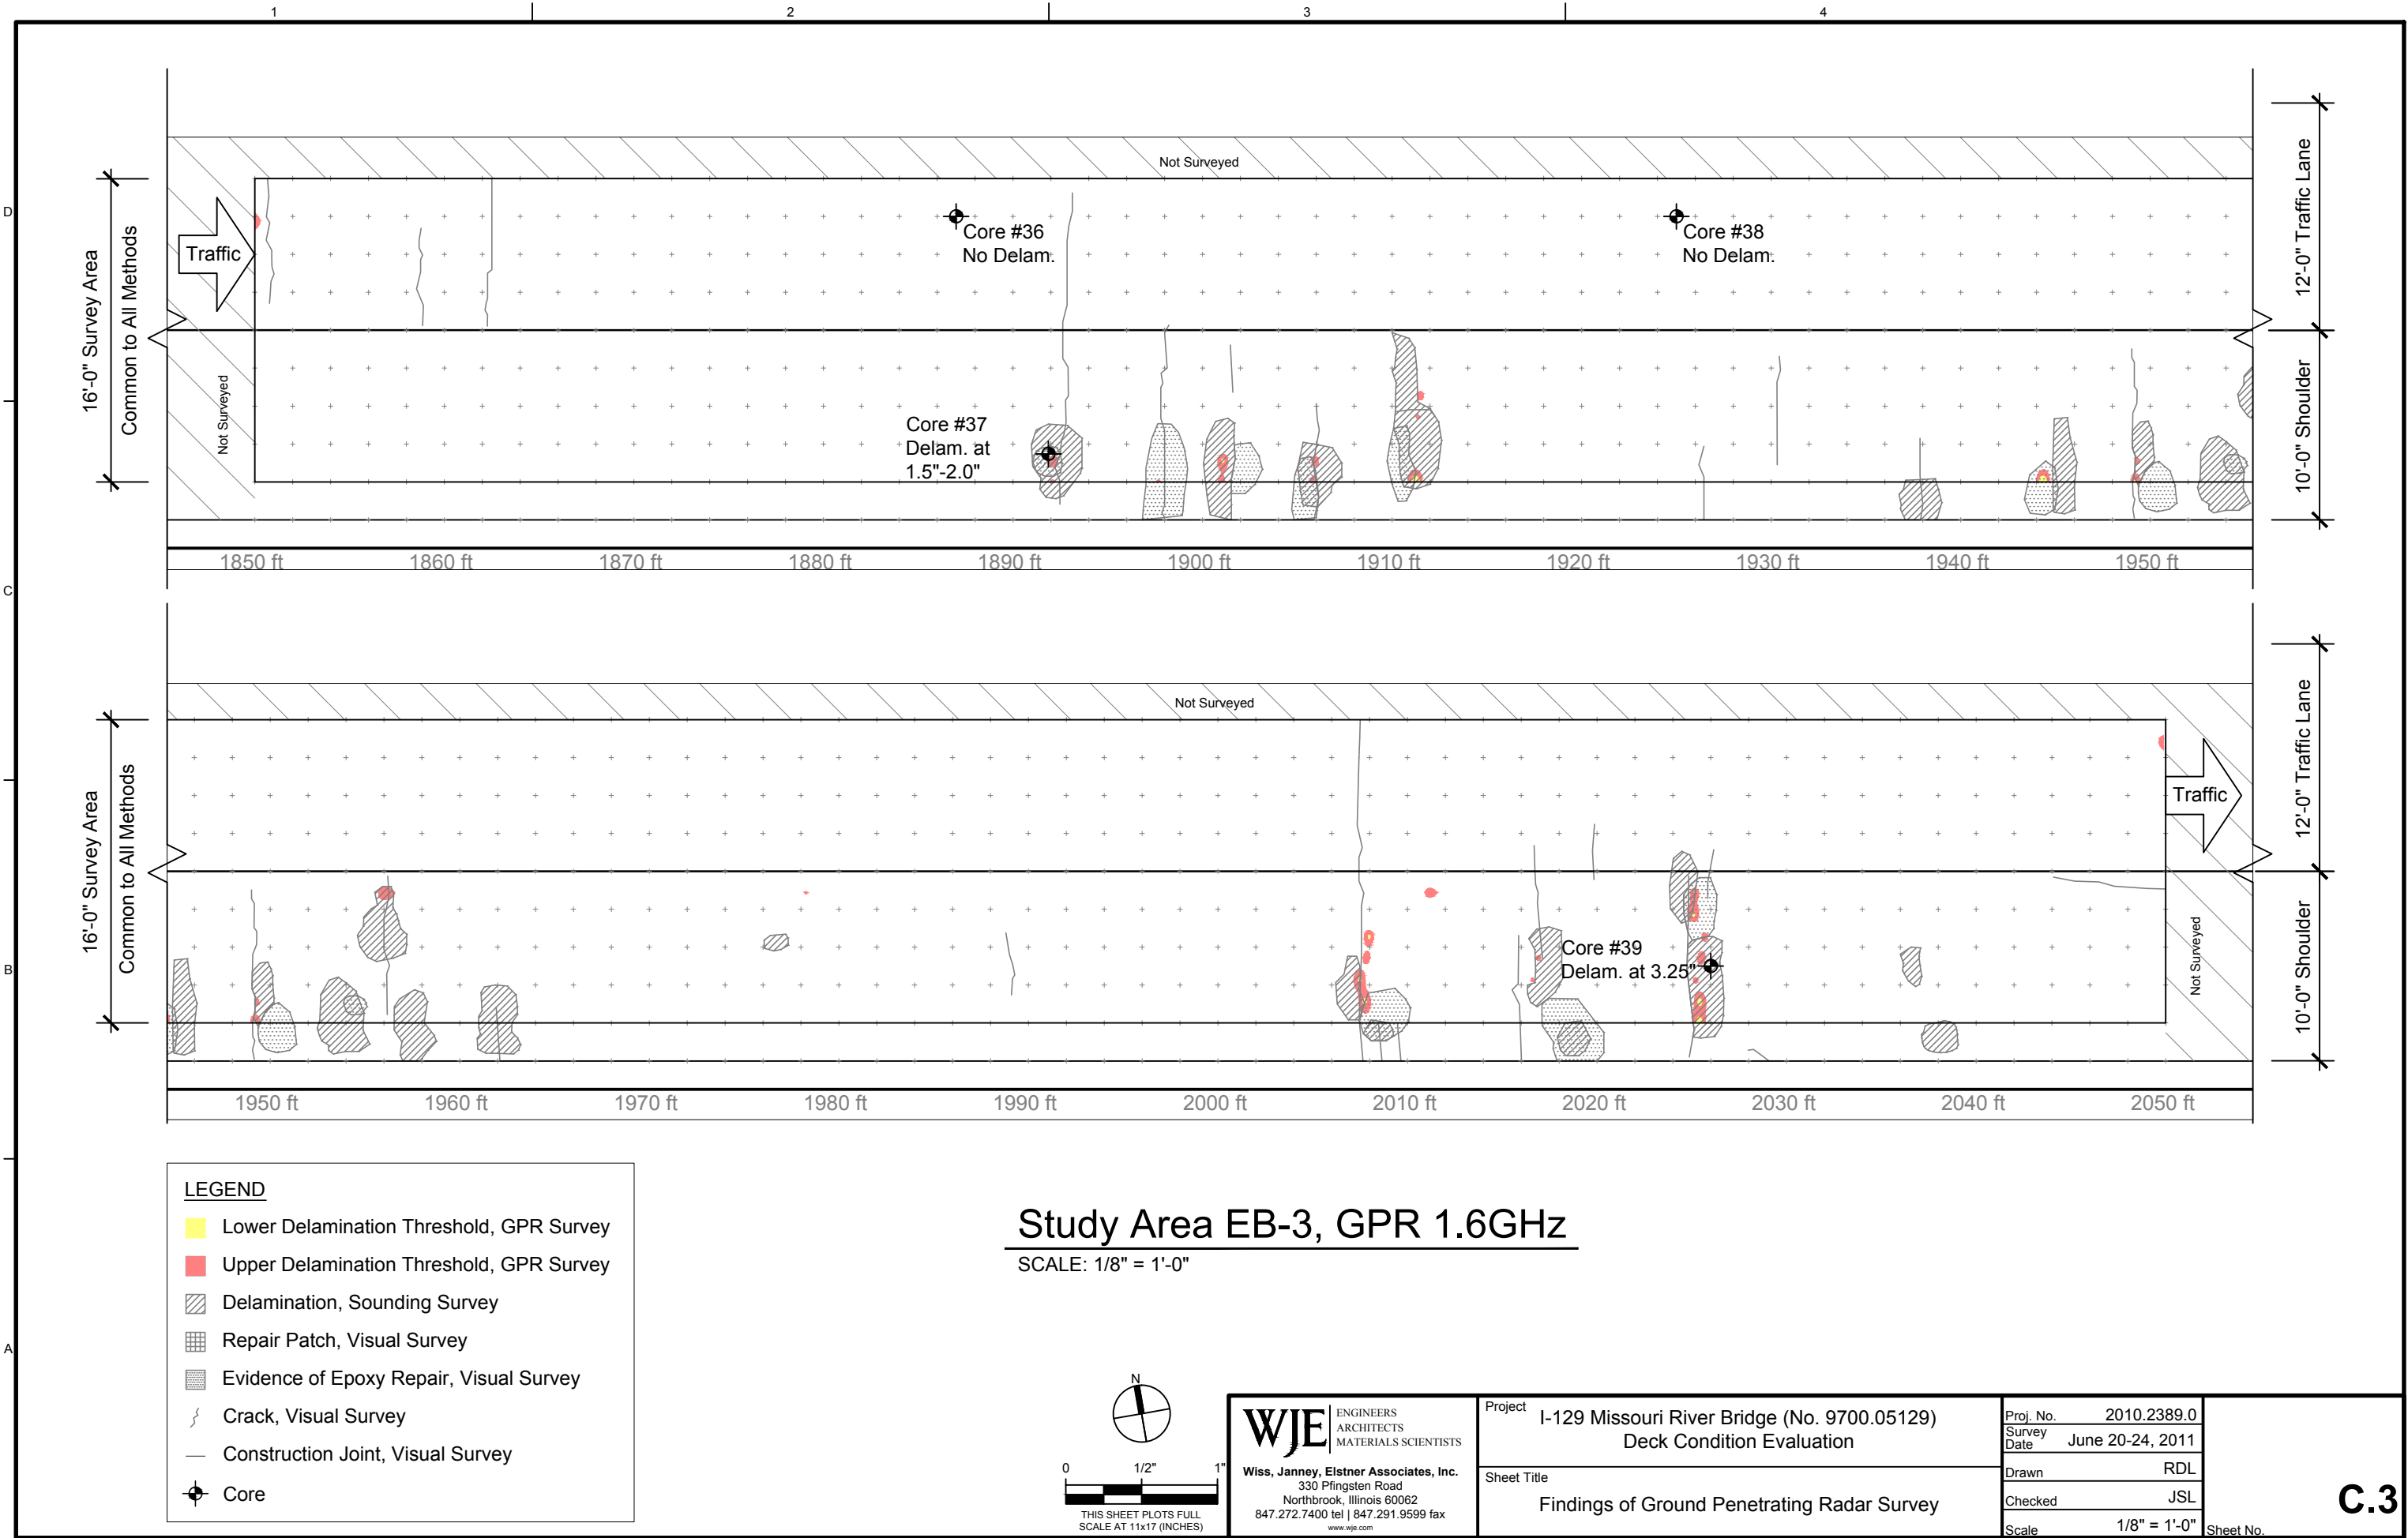 1
2
3
4
D
C
B
A
Not Surveyed
Traffic
16'-0" Survey Area
Common to All Methods
Not Surveyed
Core #36
No Delam.
Core #38
No Delam.
Core #37
Delam. at
1.5"-2.0"
12'-0" Traffic Lane
10'-0" Shoulder
1850 ft
1860 ft
1870 ft
1880 ft
1890 ft
1900 ft
1910 ft
1920 ft
1930 ft
1940 ft
1950 ft
Not Surveyed
16'-0" Survey Area
Common to All Methods
Core #39
Delam. at 3.25"
Traffic
Not Surveyed
12'-0" Traffic Lane
10'-0" Shoulder
1950 ft
1960 ft
1970 ft
1980 ft
1990 ft
2000 ft
2010 ft
2020 ft
2030 ft
2040 ft
2050 ft
LEGEND
Lower Delamination Threshold, GPR Survey
Upper Delamination Threshold, GPR Survey
Delamination, Sounding Survey
Repair Patch, Visual Survey
Evidence of Epoxy Repair, Visual Survey
Crack, Visual Survey
Construction Joint, Visual Survey
Core
Study Area EB-3, GPR 1.6GHz
SCALE: 1/8" = 1'-0"
N
0 1/2" 1"
THIS SHEET PLOTS FULL
SCALE AT 11x17 (INCHES)
WJE
ENGINEERS
ARCHITECTS
MATERIALS SCIENTISTS
Wiss, Janney, Elstner Associates, Inc.
330 Pfingsten Road
Northbrook, Illinois 60062
847.272.7400 tel | 847.291.9599 fax
www.wje.com
Project
I-129 Missouri River Bridge (No. 9700.05129)
Deck Condition Evaluation
Sheet Title
Findings of Ground Penetrating Radar Survey
Proj. No. 2010.2389.0
Survey
Date June 20-24, 2011
Drawn RDL
Checked JSL
Scale 1/8" = 1'-0"
Sheet No.
C.3